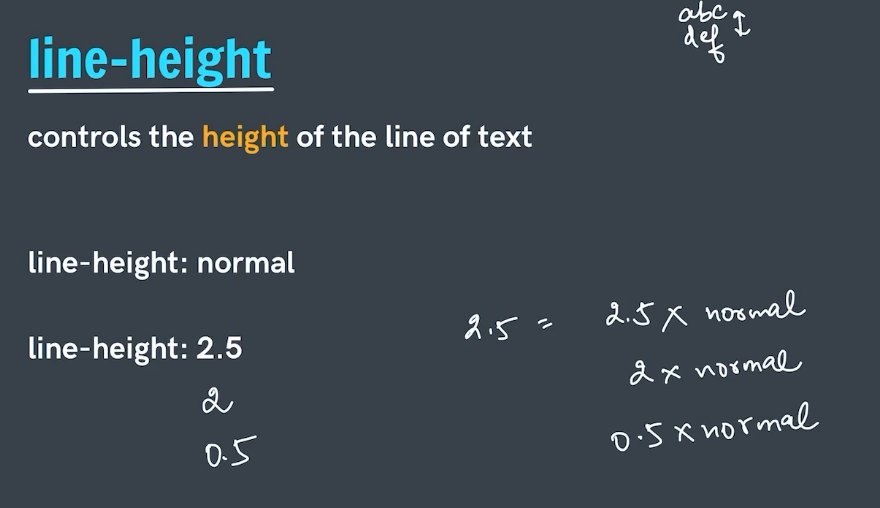 abc
def
line-height
controls the height of the line of text
line-height: normal
line-height: 2.5
2
0.5
2.5 = 2.5 x normal
2 x normal
0.5 x normal